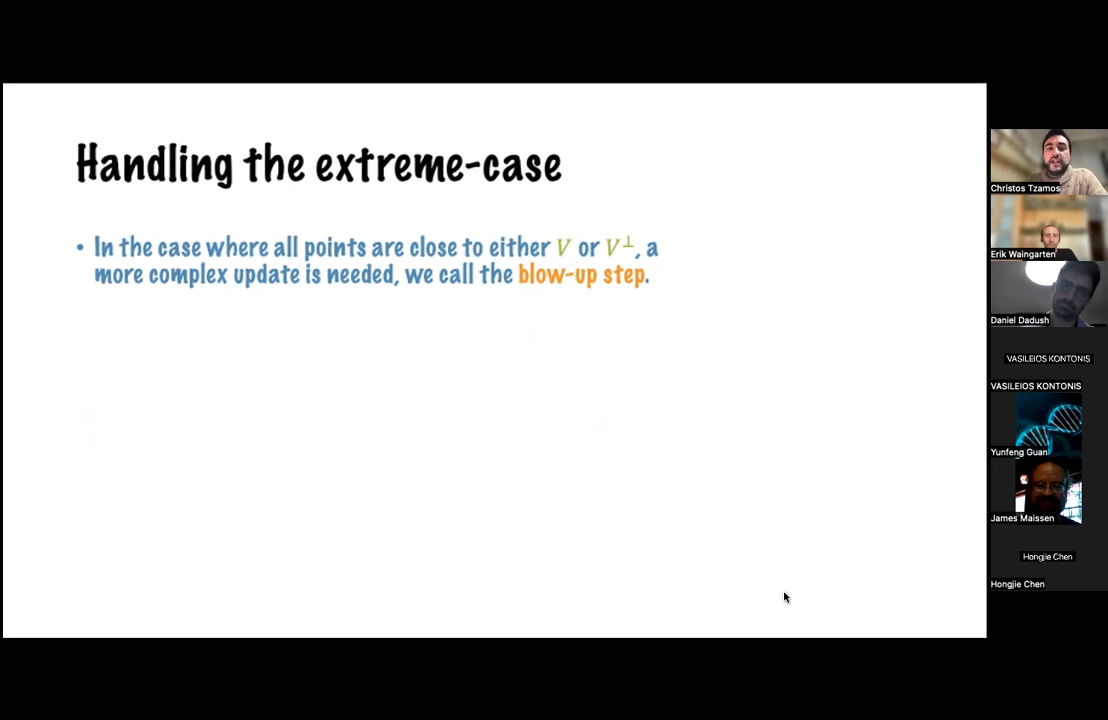 Handling the extreme-case
• In the case where all points are close to either V or V⊥, a
more complex update is needed, we call the blow-up step.
Christos Tzamos
Erik Waingarten
Daniel Dadush
VASILEIOS KONTONIS
VASILEIOS KONTONIS
Yunfeng Guan
James Maissen
Hongjie Chen
Hongjie Chen